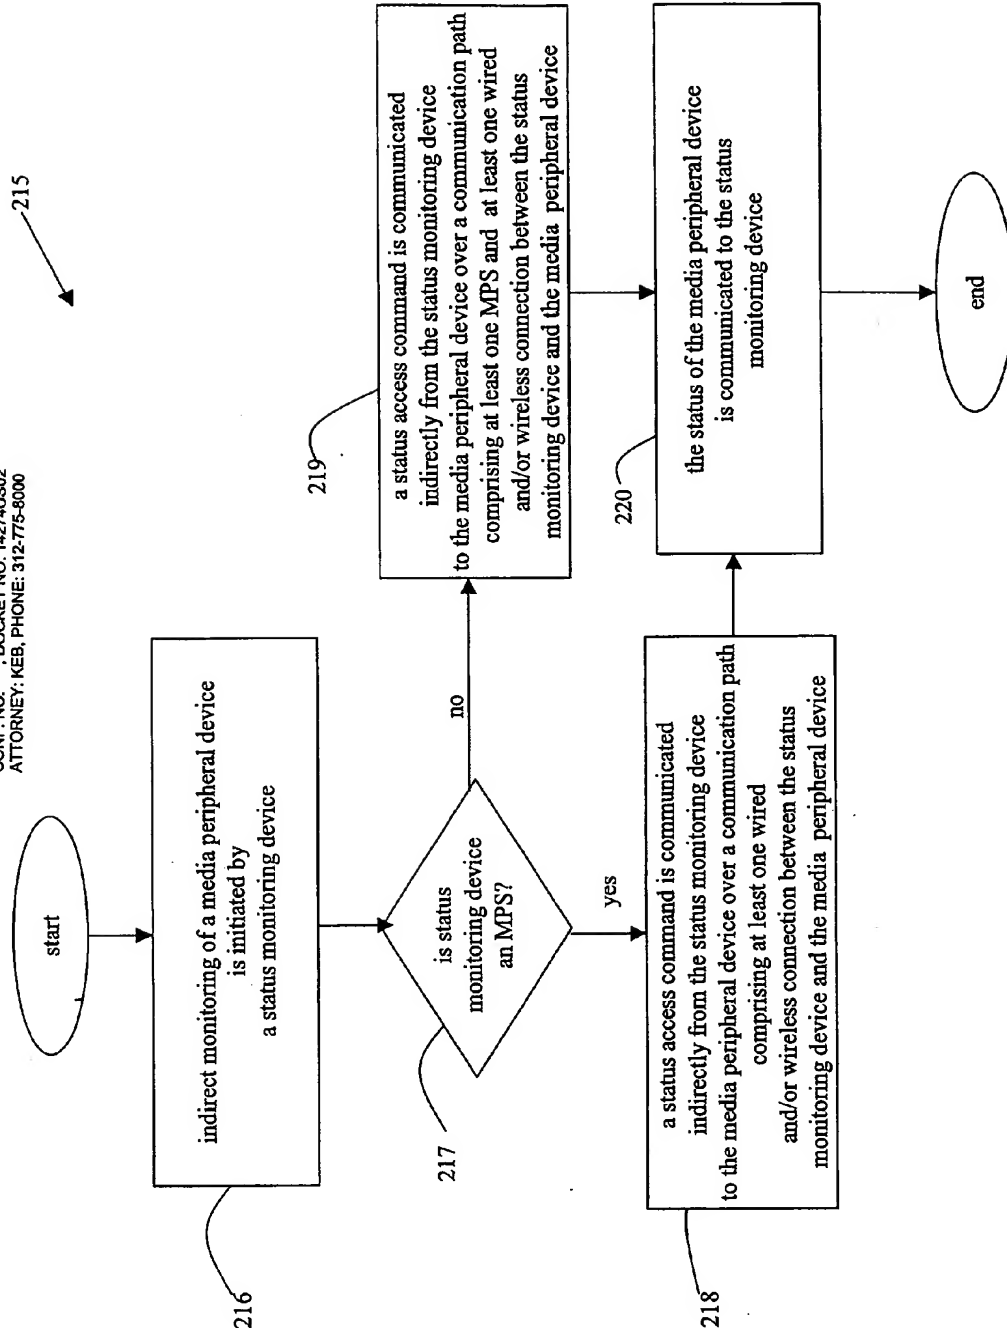 ATTORNEY: KEB, PHONE: 312-775-8000
215
start
216
indirect monitoring of a media peripheral device
is initiated by
a status monitoring device
217
is status
monitoring device
an MPS?
no
yes
219
a status access command is communicated
indirectly from the status monitoring device
to the media peripheral device over a communication path
comprising at least one MPS and at least one wired
and/or wireless connection between the status
monitoring device and the media peripheral device
218
a status access command is communicated
indirectly from the status monitoring device
to the media peripheral device over a communication path
comprising at least one wired
and/or wireless connection between the status
monitoring device and the media peripheral device
220
the status of the media peripheral device
is communicated to the status
monitoring device
end